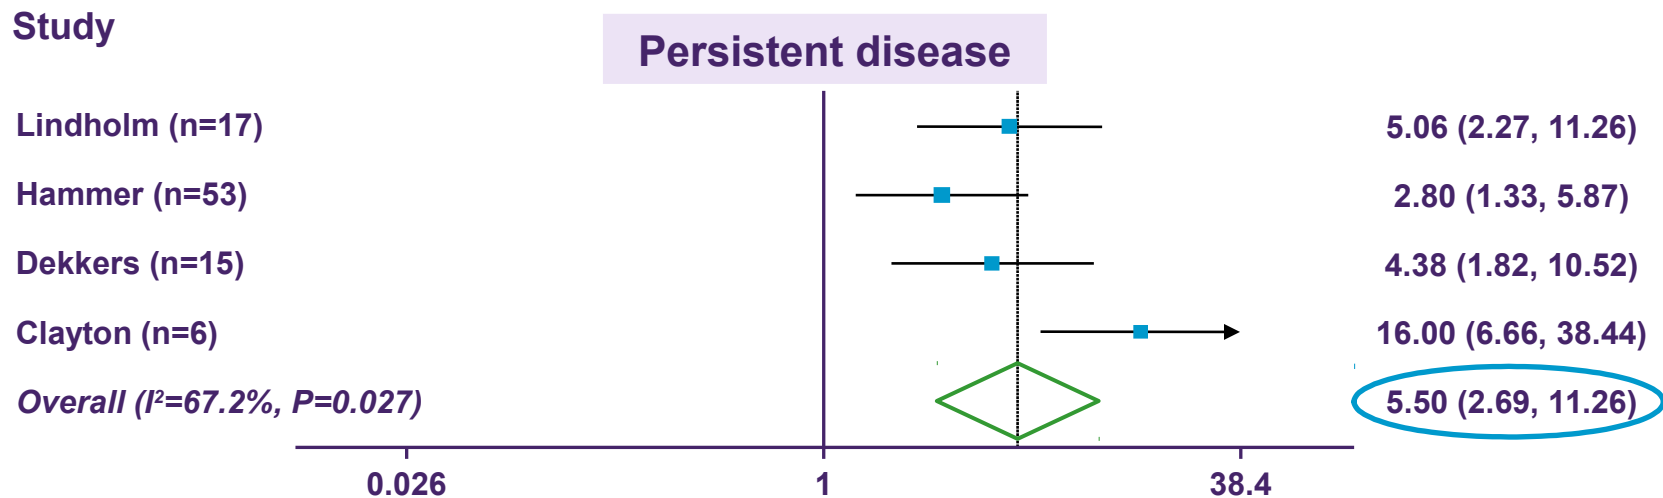 Study
Persistent disease
Lindholm (n=17) 5.06 (2.27, 11.26)
Hammer (n=53) 2.80 (1.33, 5.87)
Dekkers (n=15) 4.38 (1.82, 10.52)
Clayton (n=6) 16.00 (6.66, 38.44)
Overall (I²=67.2%, P=0.027) 5.50 (2.69, 11.26)
0.026 1 38.4